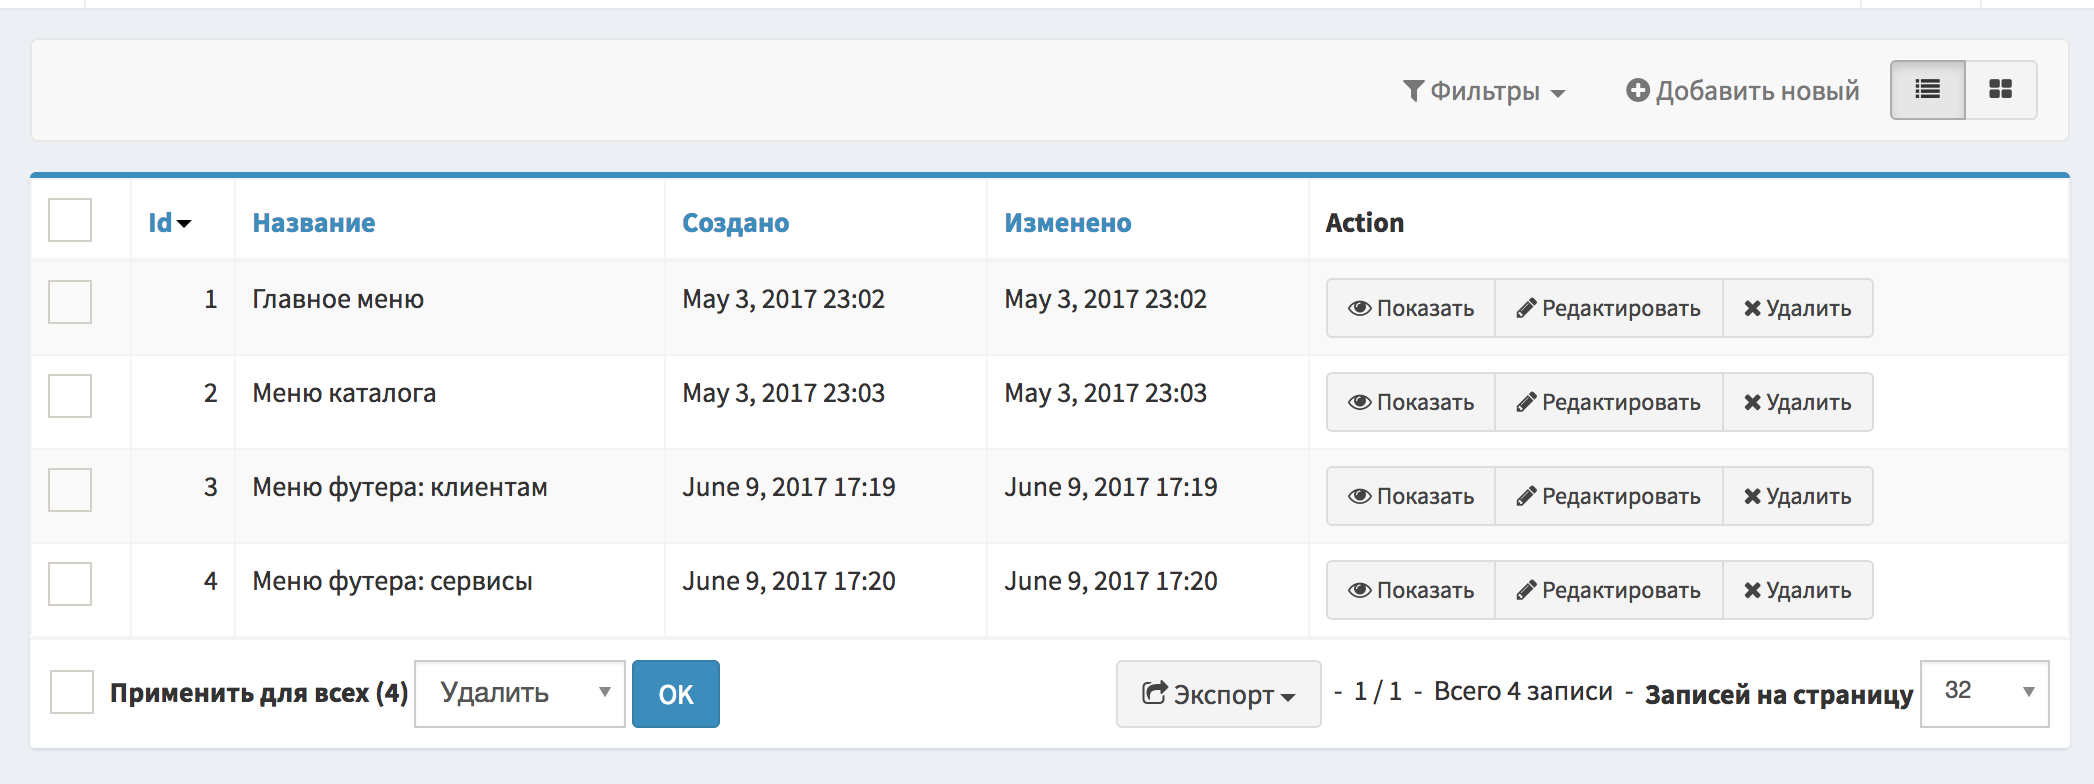 Фильтры Добавить новый
Id Название Создано Изменено Action
1 Главное меню May 3, 2017 23:02 May 3, 2017 23:02 Показать Редактировать Удалить
2 Меню каталога May 3, 2017 23:03 May 3, 2017 23:03 Показать Редактировать Удалить
3 Меню футера: клиентам June 9, 2017 17:19 June 9, 2017 17:19 Показать Редактировать Удалить
4 Меню футера: сервисы June 9, 2017 17:20 June 9, 2017 17:20 Показать Редактировать Удалить
Применить для всех (4) Удалить OK Экспорт - 1 / 1 - Всего 4 записи - Записей на страницу 32